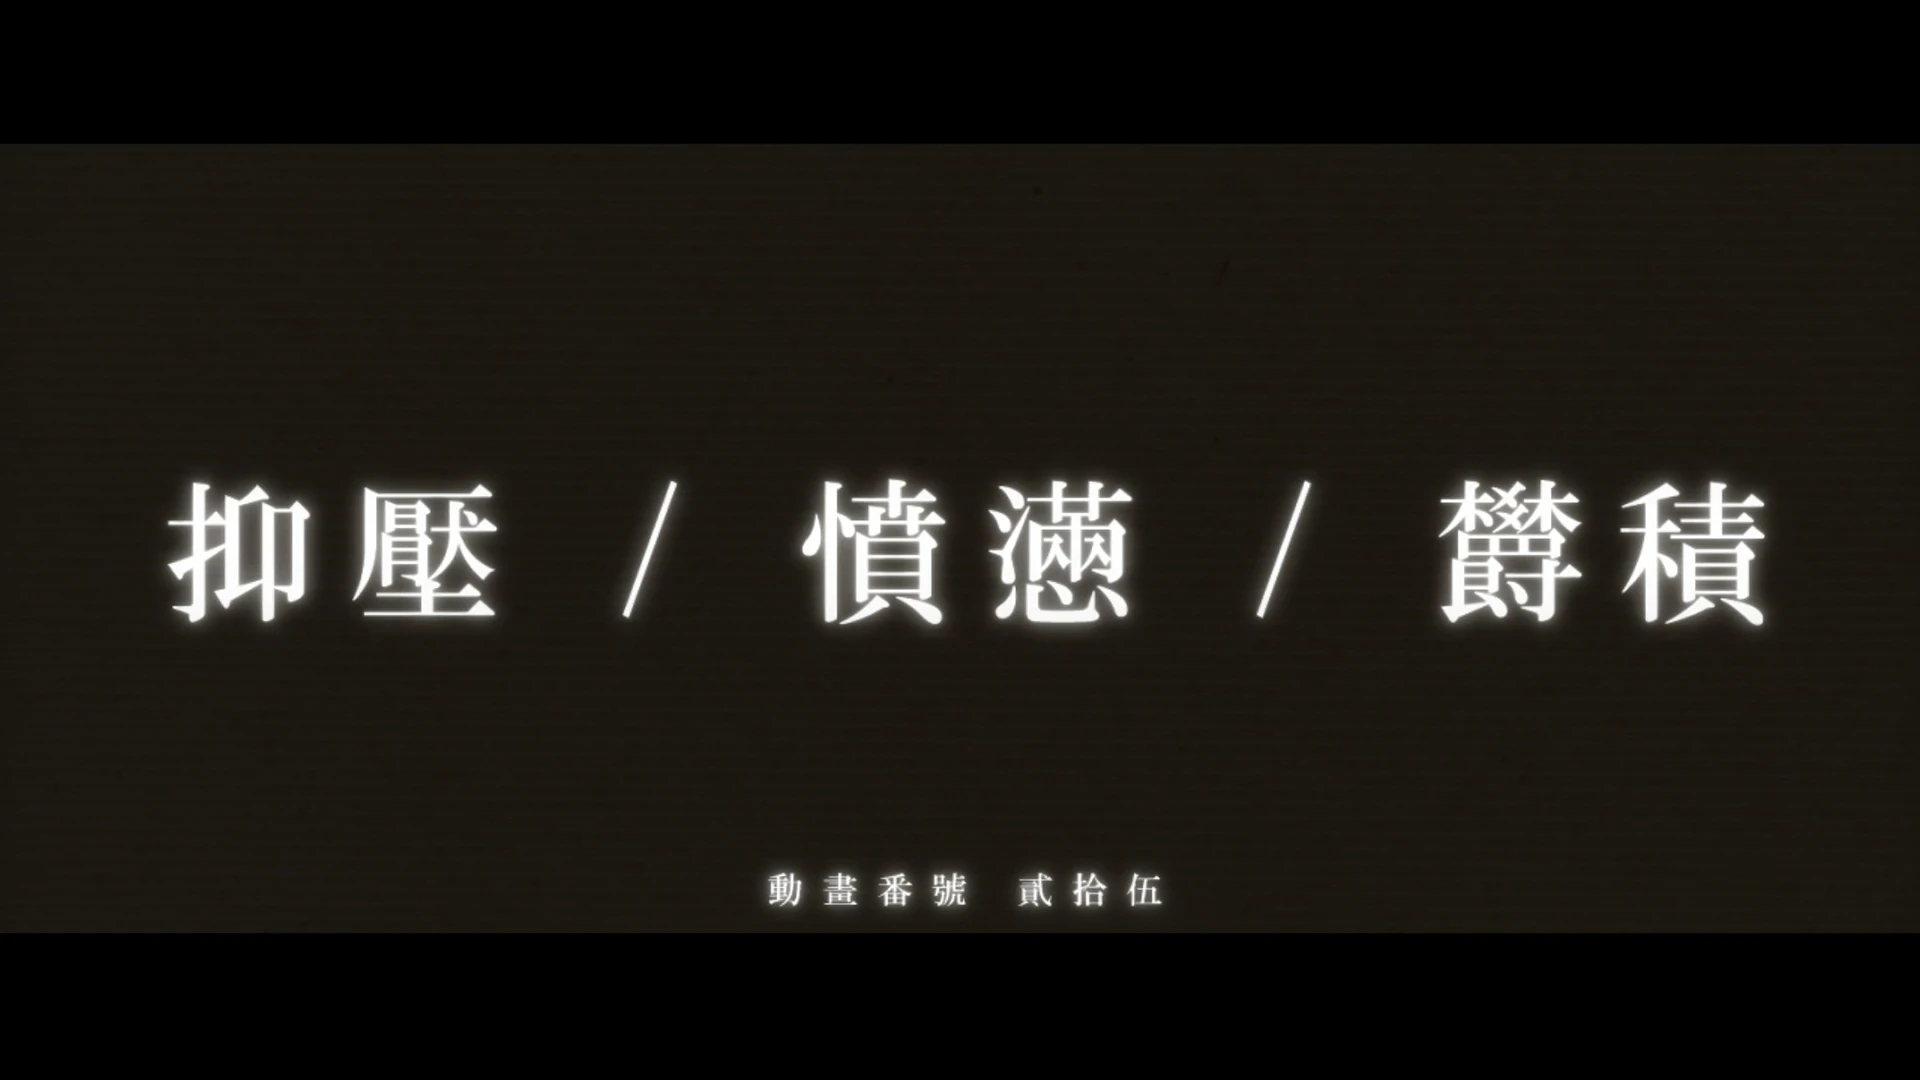 抑壓 / 憤懣 / 欝積
動畫番號 貳拾伍